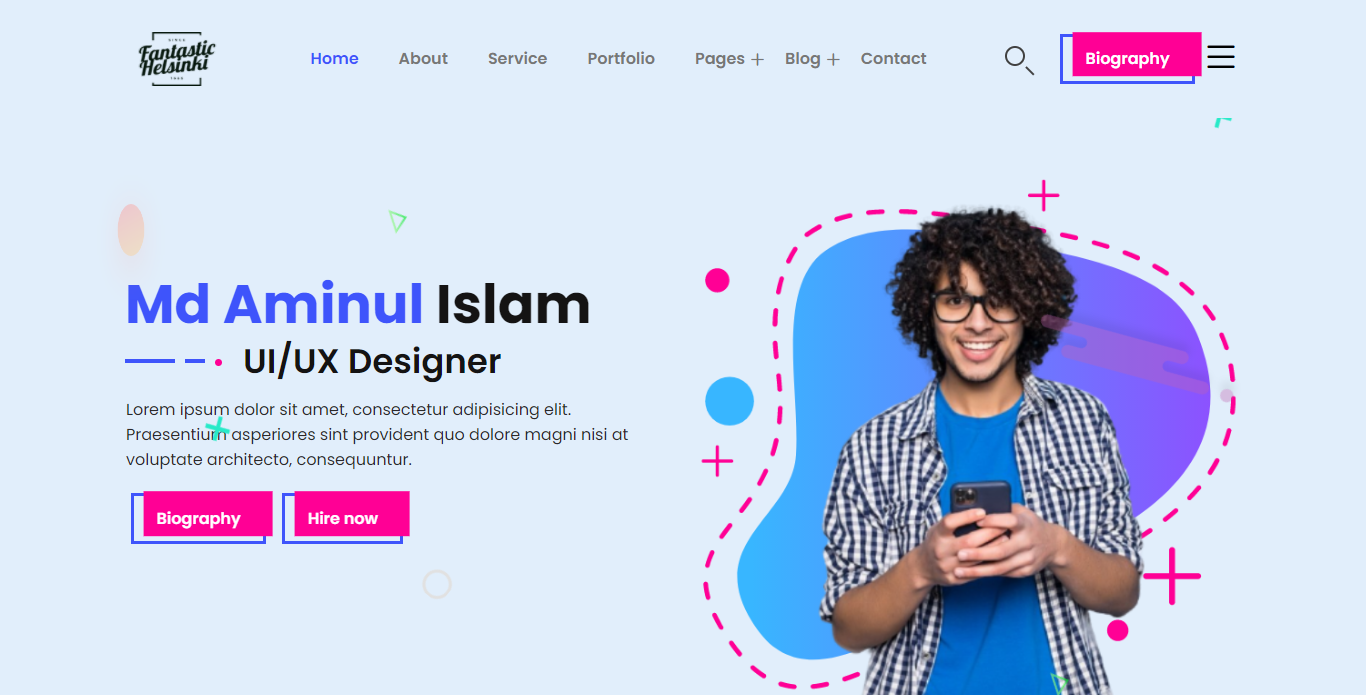 SINCE
Fantastic
Helsinki
Home About Service Portfolio Pages + Blog + Contact
Biography
Md Aminul Islam
UI/UX Designer
Lorem ipsum dolor sit amet, consectetur adipisicing elit.
Praesentium asperiores sint provident quo dolore magni nisi at
voluptate architecto, consequuntur.
Biography Hire now